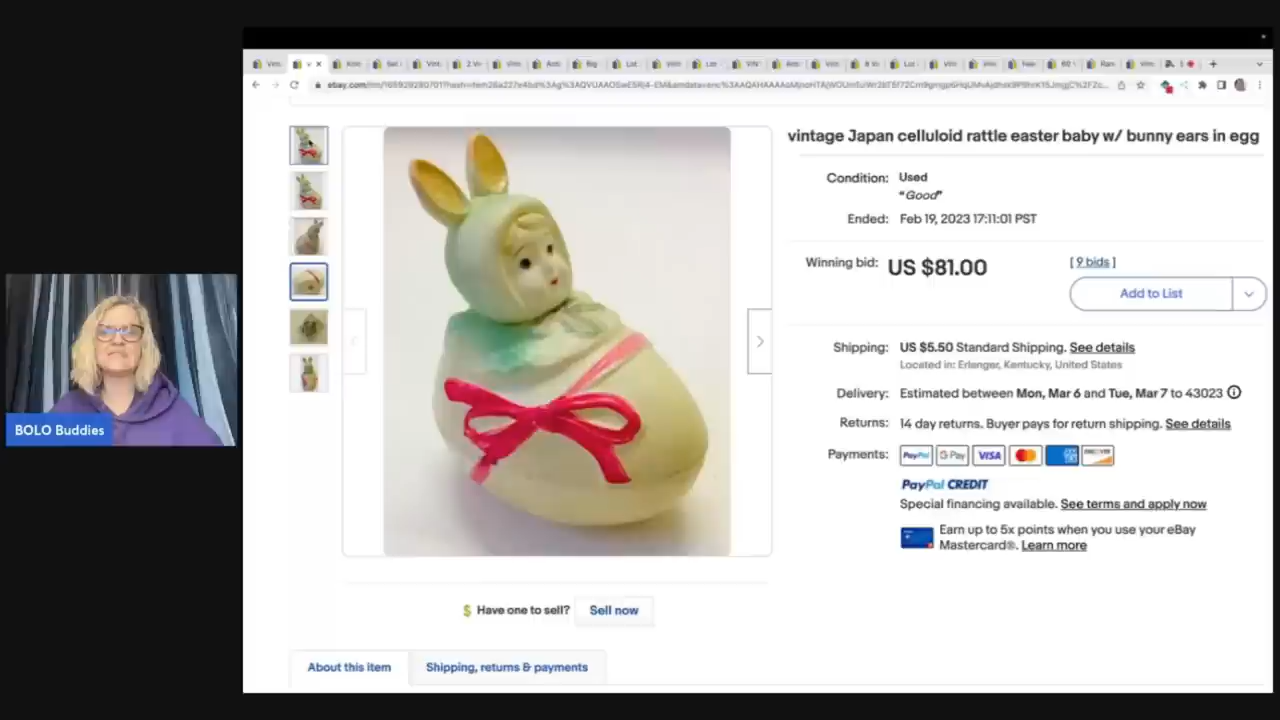 vintage Japan celluloid rattle easter baby w/ bunny ears in egg
Condition: Used
"Good"
Ended: Feb 19, 2023 17:11:01 PST
Winning bid: US $81.00 [ 9 bids ]
Add to List
Shipping: US $5.50 Standard Shipping. See details
Located in: Erlanger, Kentucky, United States
Delivery: Estimated between Mon, Mar 6 and Tue, Mar 7 to 43023
Returns: 14 day returns. Buyer pays for return shipping. See details
Payments: PayPal G Pay VISA
PayPal CREDIT
Special financing available. See terms and apply now
Earn up to 5x points when you use your eBay
Mastercard®. Learn more
BOLO Buddies
$ Have one to sell? Sell now
About this item Shipping, returns & payments